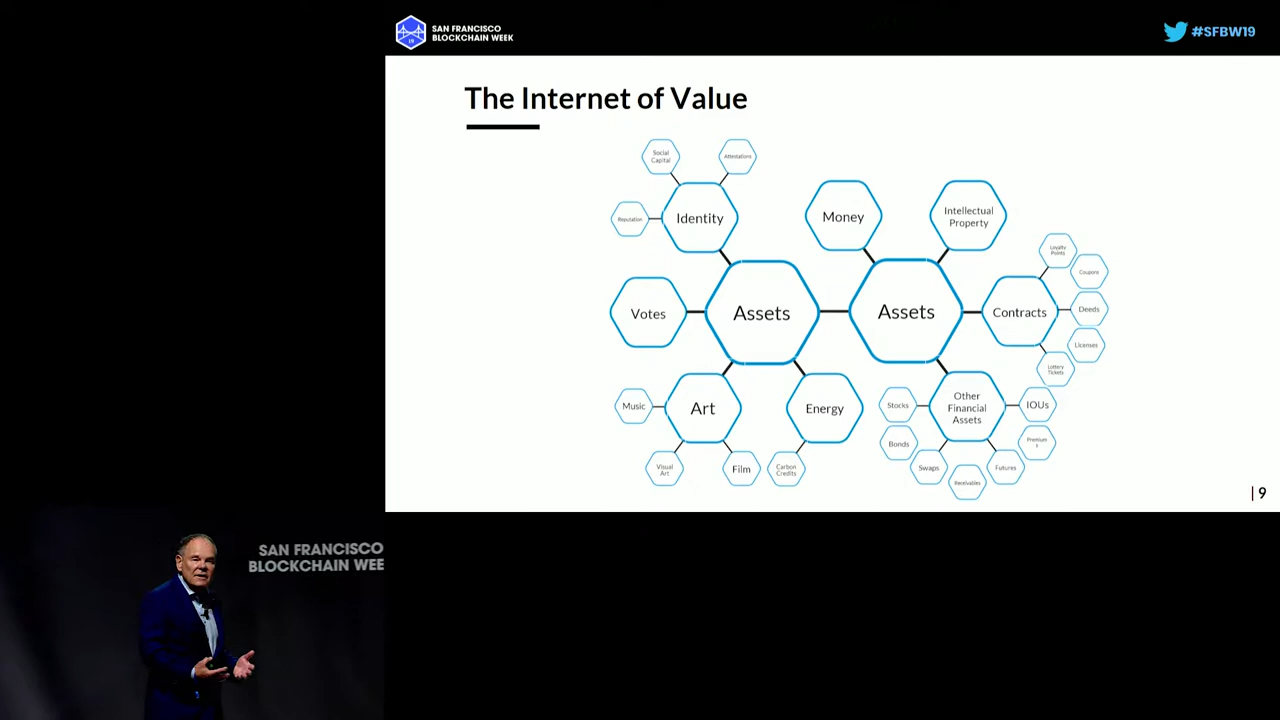 SAN FRANCISCO
BLOCKCHAIN WEEK
19
#SFBW19
The Internet of Value
Social
Capital
Attestations
Reputation
Identity
Money
Intellectual
Property
Loyalty
Points
Coupons
Votes
Assets
Assets
Contracts
Deeds
Licenses
Lottery
Tickets
Music
Art
Energy
Other
Financial
Assets
Stocks
IOUs
Bonds
Premium
s
Visual
Art
Film
Carbon
Credits
Swaps
Futures
Receivables
| 9
SAN FRANCISCO
BLOCKCHAIN WEE